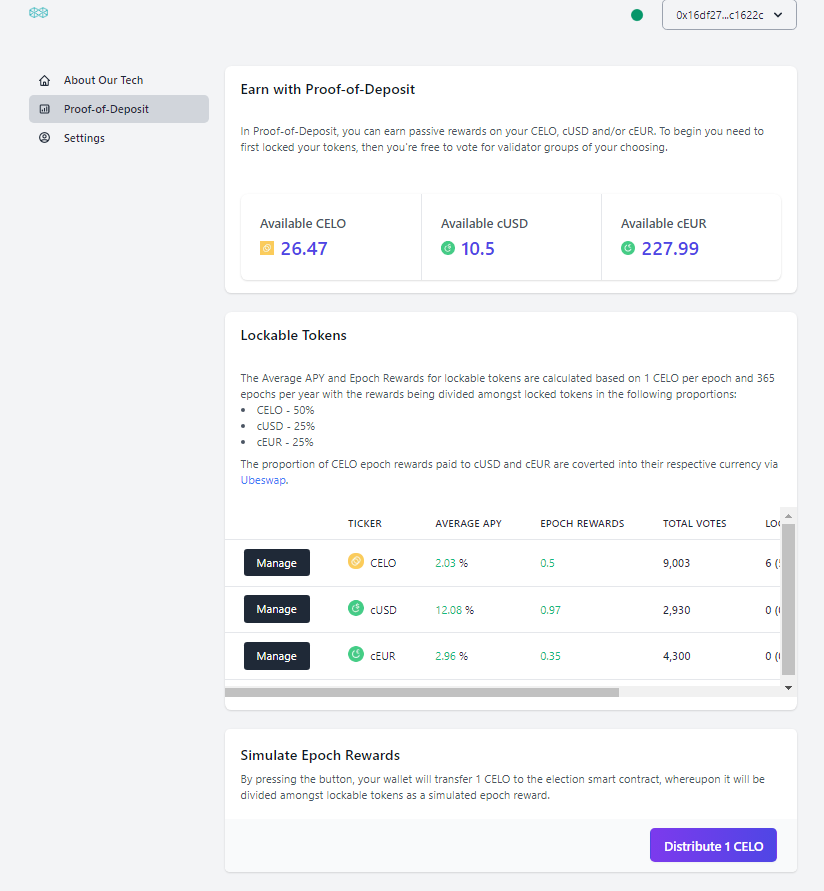 0x16df27...c1622c
About Our Tech
Proof-of-Deposit
Settings
Earn with Proof-of-Deposit
In Proof-of-Deposit, you can earn passive rewards on your CELO, cUSD and/or cEUR. To begin you need to
first locked your tokens, then you're free to vote for validator groups of your choosing.
Available CELO
26.47
Available cUSD
10.5
Available cEUR
227.99
Lockable Tokens
The Average APY and Epoch Rewards for lockable tokens are calculated based on 1 CELO per epoch and 365
epochs per year with the rewards being divided amongst locked tokens in the following proportions:
• CELO - 50%
• cUSD - 25%
• cEUR - 25%
The proportion of CELO epoch rewards paid to cUSD and cEUR are coverted into their respective currency via
Ubeswap.
TICKER AVERAGE APY EPOCH REWARDS TOTAL VOTES
Manage CELO 2.03 % 0.5 9,003 6
Manage cUSD 12.08 % 0.97 2,930 0
Manage cEUR 2.96 % 0.35 4,300 0
Simulate Epoch Rewards
By pressing the button, your wallet will transfer 1 CELO to the election smart contract, whereupon it will be
divided amongst lockable tokens as a simulated epoch reward.
Distribute 1 CELO